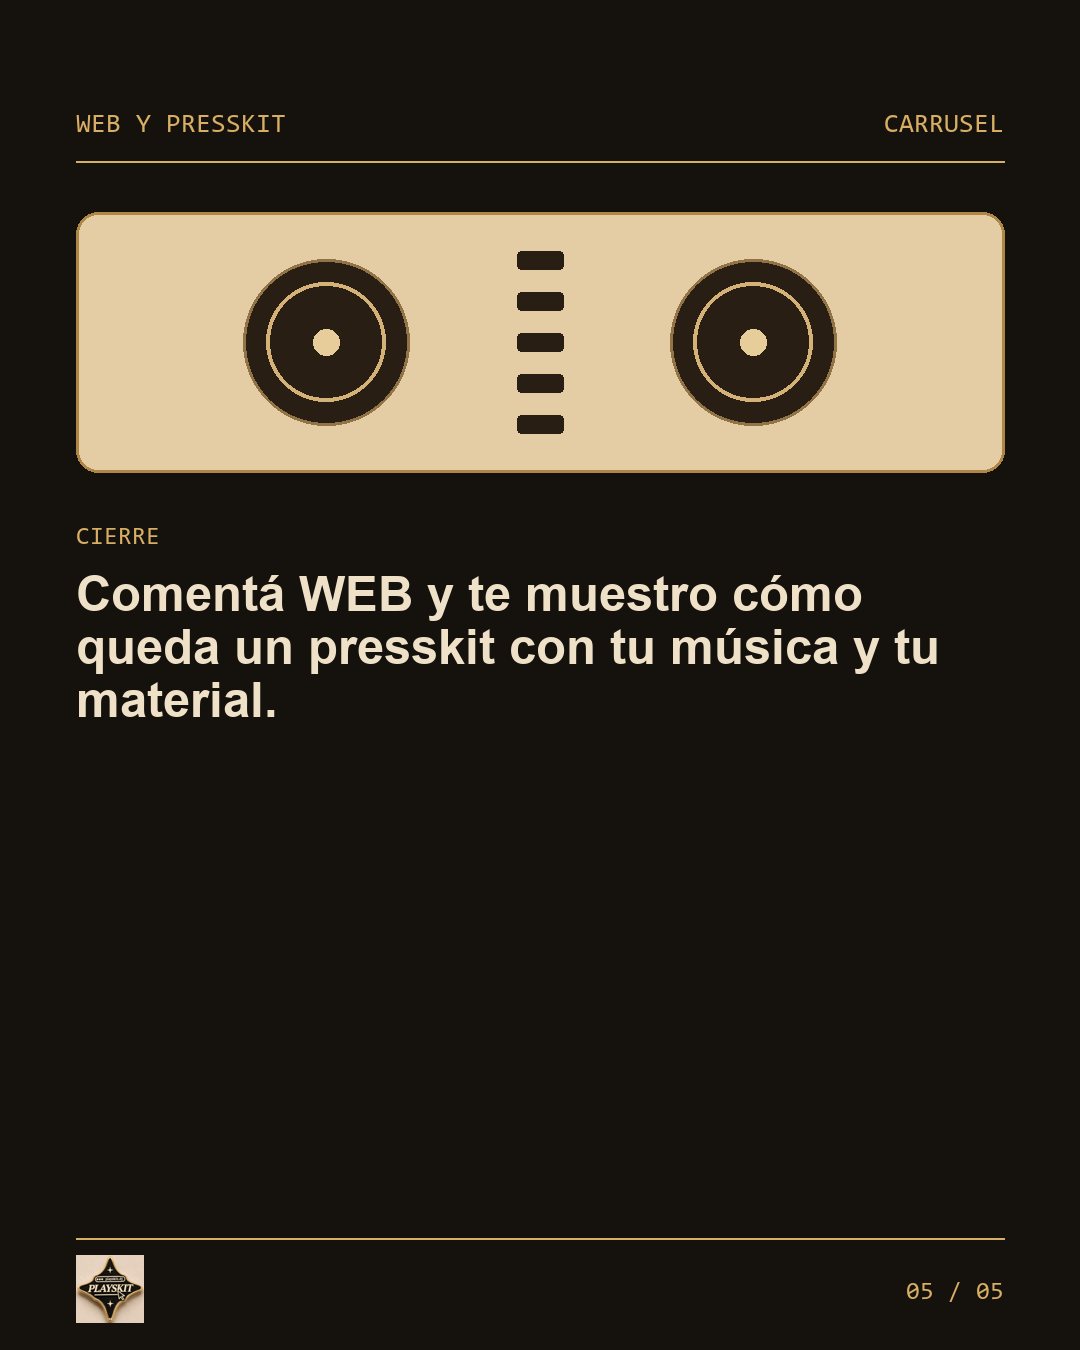 WEB Y PRESSKIT
CARRUSEL
CIERRE
Comentá WEB y te muestro cómo
queda un presskit con tu música y tu
material.
PLAYSKIT
05 / 05